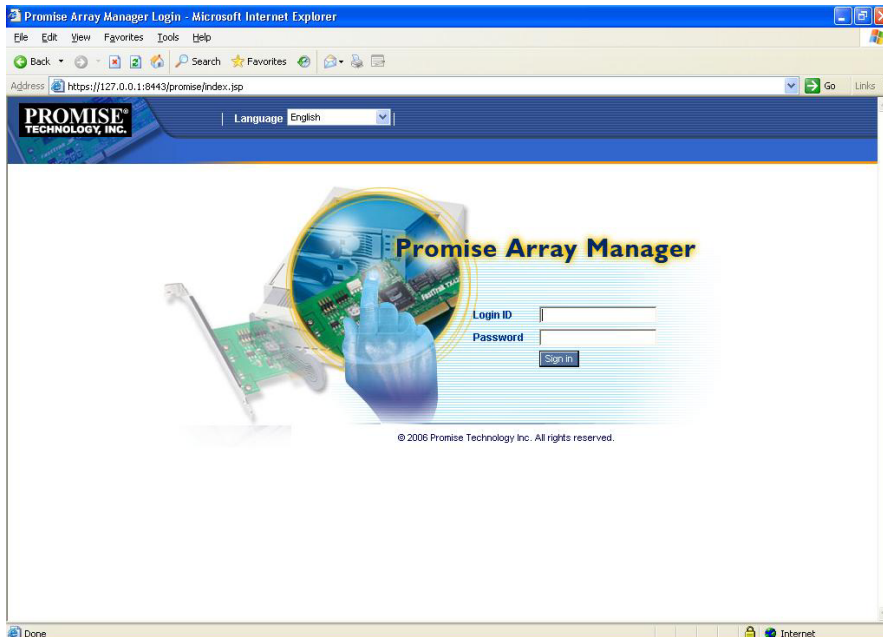 Promise Array Manager Login - Microsoft Internet Explorer
File Edit View Favorites Tools Help
Back Search Favorites
Address https://127.0.0.1:8443/promise/index.jsp Go Links
PROMISE®
TECHNOLOGY, INC.
Language English
Promise Array Manager
FastTrak TX42
Login ID
Password
Sign in
© 2006 Promise Technology Inc. All rights reserved.
Done Internet